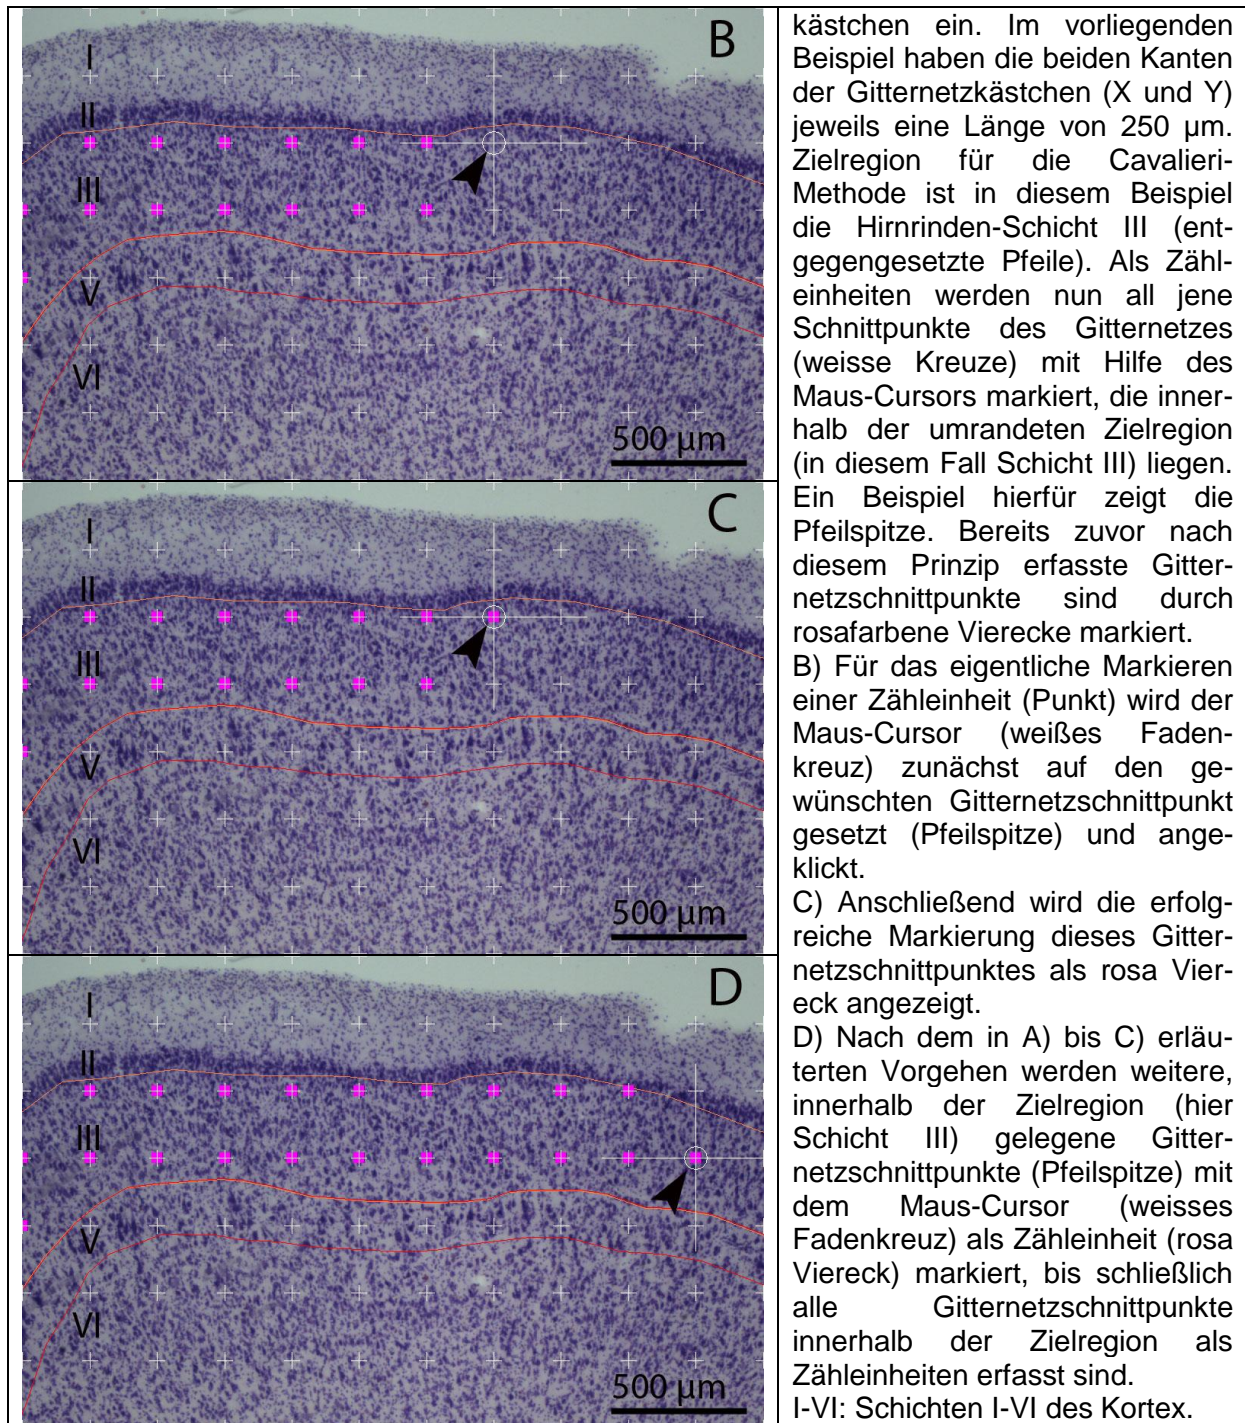 B
I
II
III
V
VI
500 µm
C
I
II
III
V
VI
500 µm
D
I
II
III
V
VI
500 µm
kästchen ein. Im vorliegenden
Beispiel haben die beiden Kanten
der Gitternetzkästchen (X und Y)
jeweils eine Länge von 250 µm.
Zielregion für die Cavalieri-
Methode ist in diesem Beispiel
die Hirnrinden-Schicht III (ent-
gegengesetzte Pfeile). Als Zähl-
einheiten werden nun all jene
Schnittpunkte des Gitternetzes
(weisse Kreuze) mit Hilfe des
Maus-Cursors markiert, die inner-
halb der umrandeten Zielregion
(in diesem Fall Schicht III) liegen.
Ein Beispiel hierfür zeigt die
Pfeilspitze. Bereits zuvor nach
diesem Prinzip erfasste Gitter-
netzschnittpunkte sind durch
rosafarbene Vierecke markiert.
B) Für das eigentliche Markieren
einer Zähleinheit (Punkt) wird der
Maus-Cursor (weißes Faden-
kreuz) zunächst auf den ge-
wünschten Gitternetzschnittpunkt
gesetzt (Pfeilspitze) und ange-
klickt.
C) Anschließend wird die erfolg-
reiche Markierung dieses Gitter-
netzschnittpunktes als rosa Vier-
eck angezeigt.
D) Nach dem in A) bis C) erläu-
terten Vorgehen werden weitere,
innerhalb der Zielregion (hier
Schicht III) gelegene Gitter-
netzschnittpunkte (Pfeilspitze) mit
dem Maus-Cursor (weisses
Fadenkreuz) als Zähleinheit (rosa
Viereck) markiert, bis schließlich
alle Gitternetzschnittpunkte
innerhalb der Zielregion als
Zähleinheiten erfasst sind.
I-VI: Schichten I-VI des Kortex.